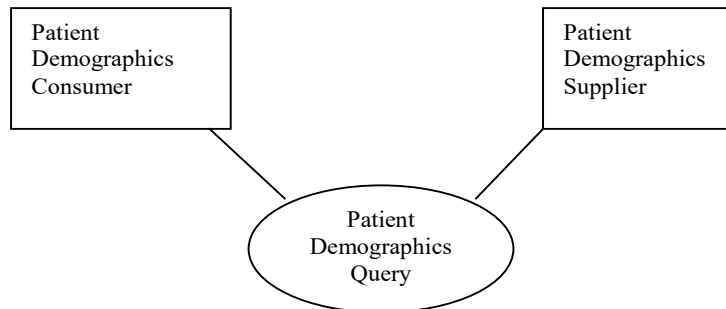 Patient
Demographics
Consumer
Patient
Demographics
Supplier
Patient
Demographics
Query